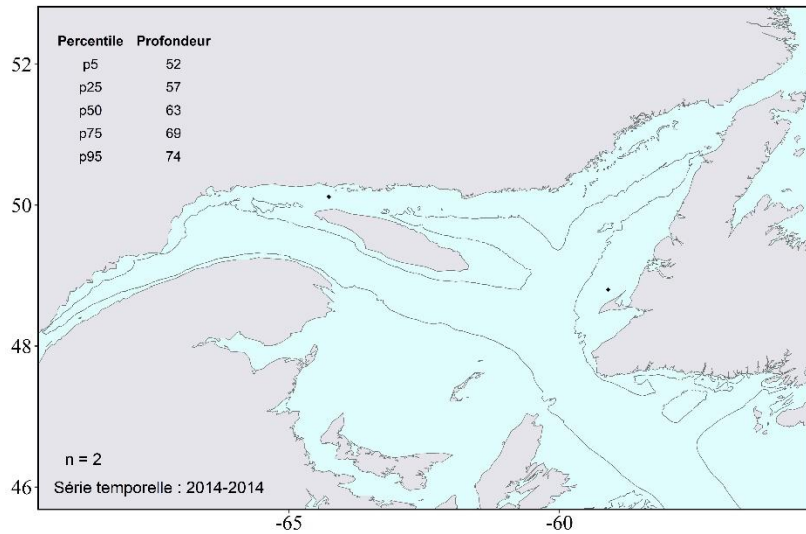 Percentile Profondeur
p5 52
p25 57
p50 63
p75 69
p95 74
52
50
48
46
n = 2
Série temporelle : 2014-2014
-65 -60